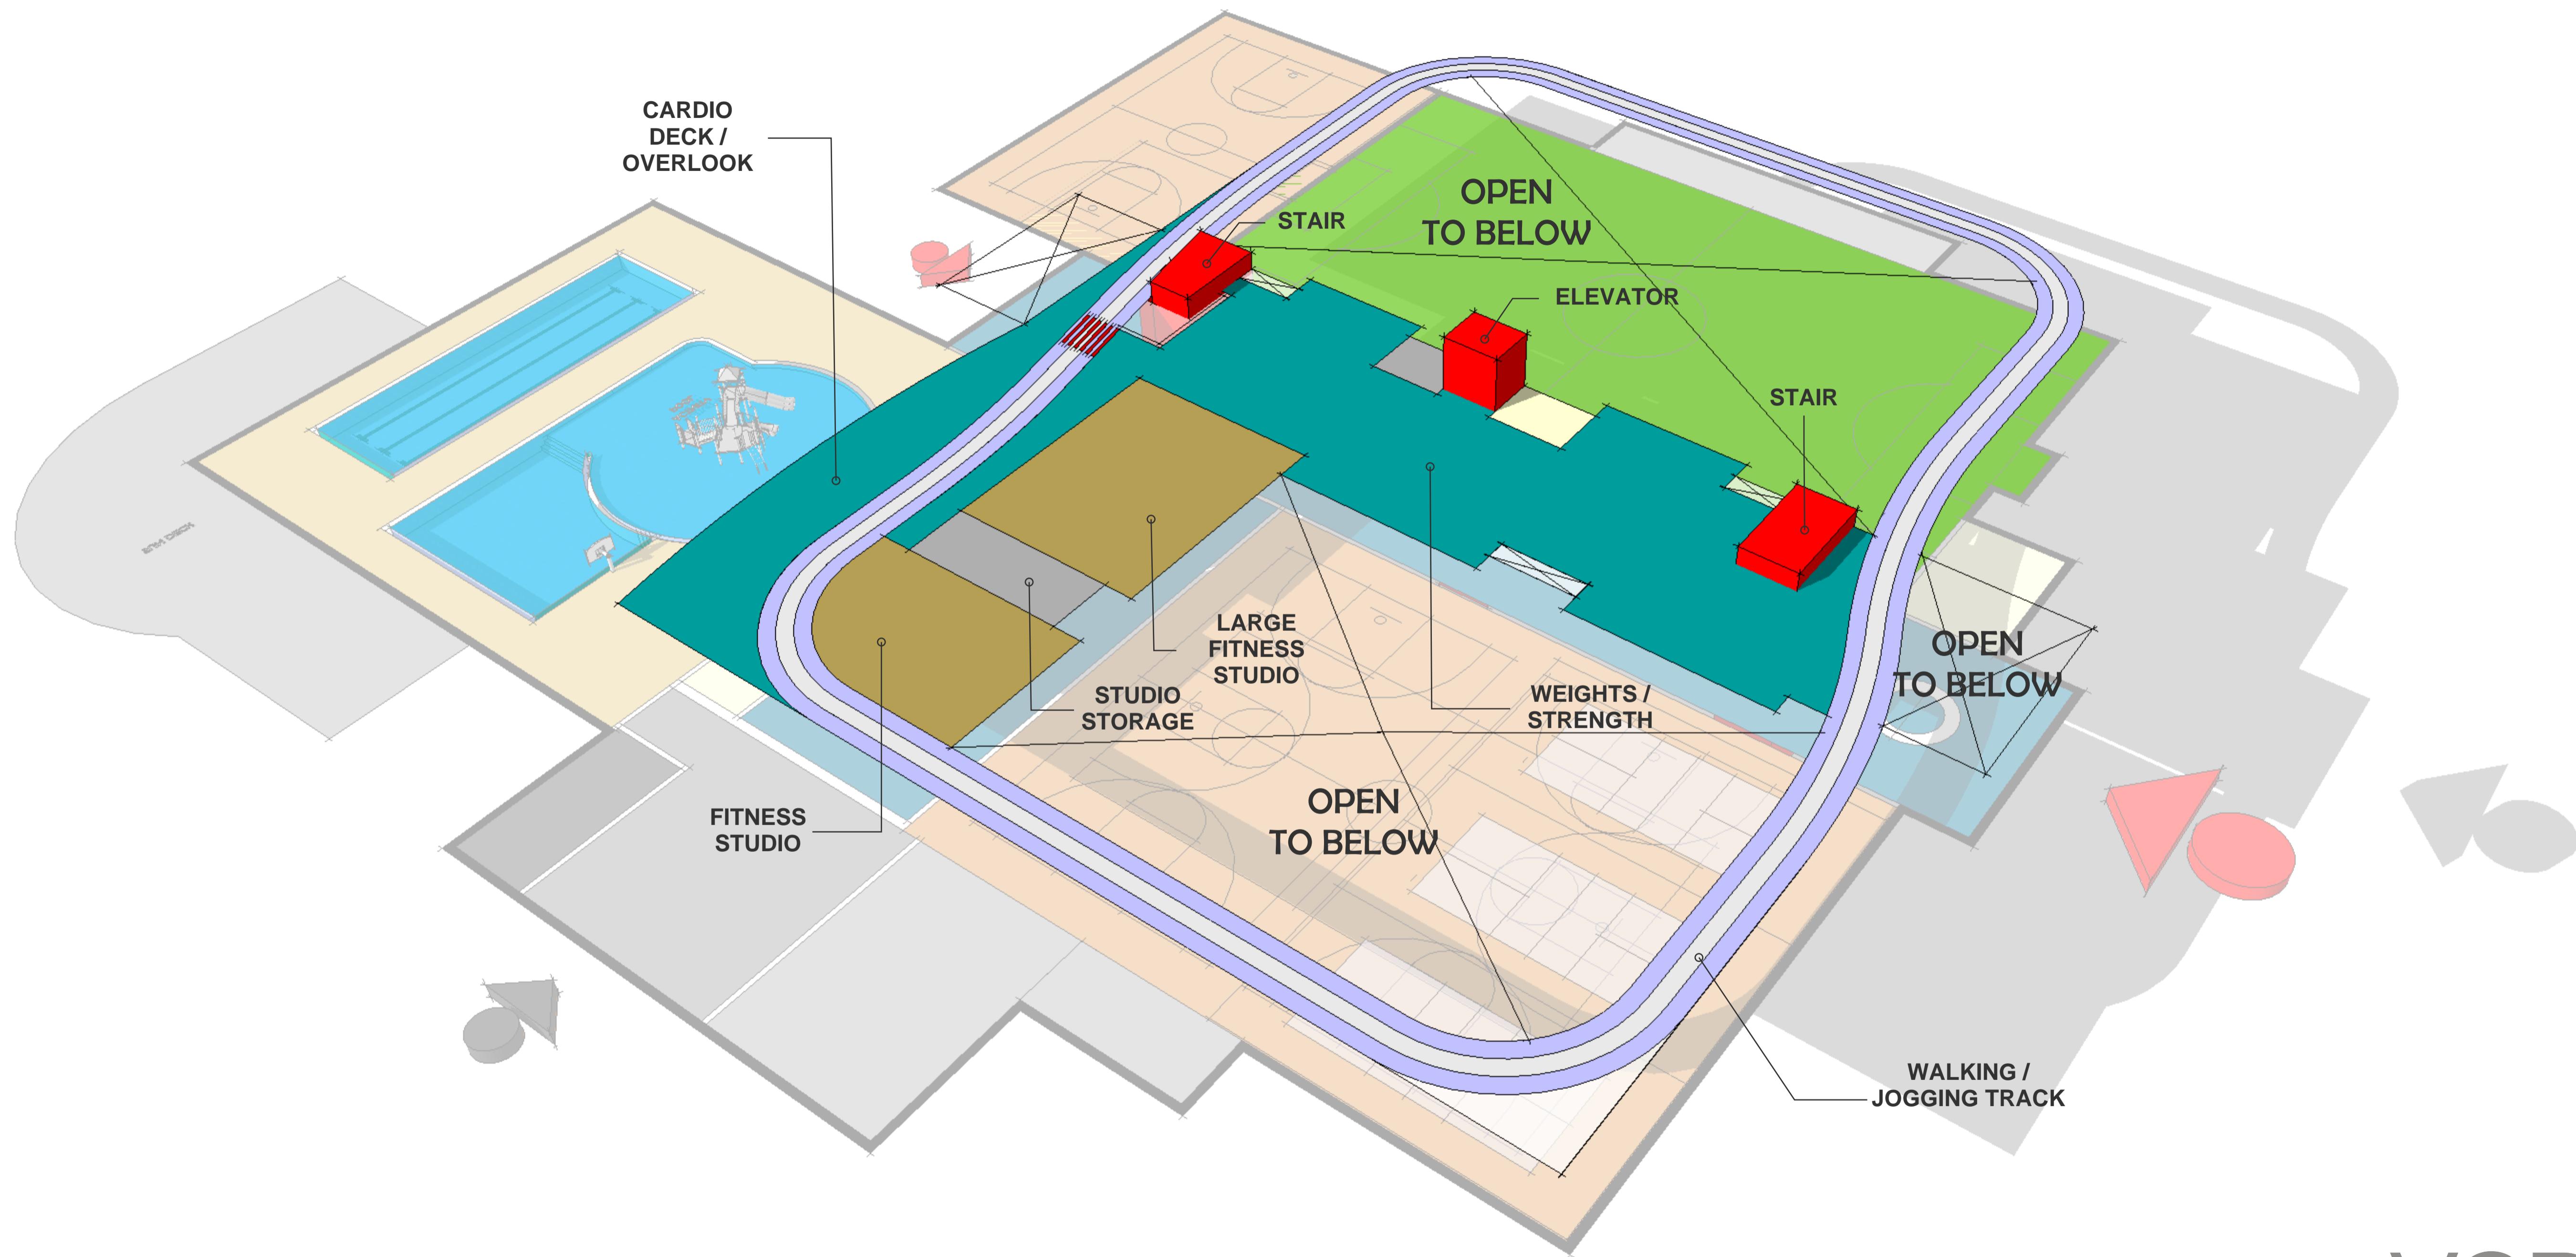 CARDIO
DECK /
OVERLOOK
OPEN
TO BELOW
STAIR
ELEVATOR
STAIR
LARGE
FITNESS
STUDIO
OPEN
TO BELOW
STUDIO
STORAGE
WEIGHTS /
STRENGTH
FITNESS
STUDIO
OPEN
TO BELOW
WALKING /
JOGGING TRACK